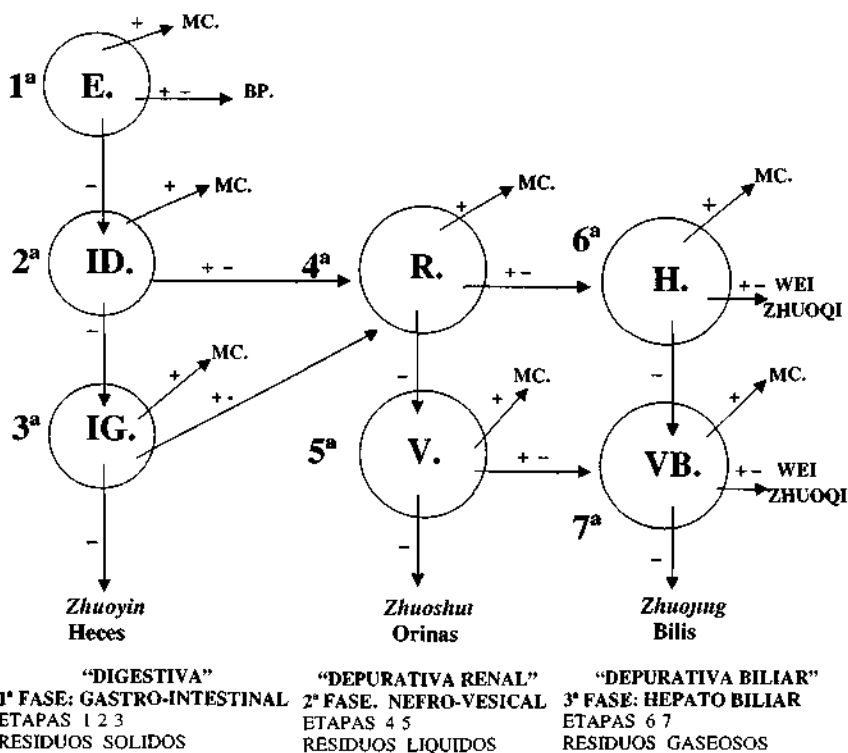 + MC.
1ª E.
+ - BP.
-
+ MC.
2ª ID.
+ -
-
+ MC.
3ª IG.
+ -
-
Zhuoyin
Heces
"DIGESTIVA"
1ª FASE: GASTRO-INTESTINAL
ETAPAS 1 2 3
RESIDUOS SOLIDOS
+ MC.
4ª R.
+ -
-
+ MC.
5ª V.
+ -
-
Zhuoshui
Orinas
"DEPURATIVA RENAL"
2ª FASE. NEFRO-VESICAL
ETAPAS 4 5
RESIDUOS LIQUIDOS
+ MC.
6ª H.
+ - WEI
ZHUOQI
-
+ MC.
7ª VB.
+ - WEI
ZHUOQI
-
Zhuojing
Bilis
"DEPURATIVA BILIAR"
3ª FASE: HEPATO BILIAR
ETAPAS 6 7
RESIDUOS GASEOSOS